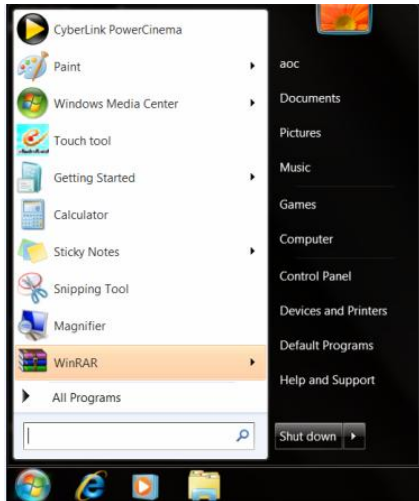 CyberLink PowerCinema
Paint
Windows Media Center
Touch tool
Getting Started
Calculator
Sticky Notes
Snipping Tool
Magnifier
WinRAR
All Programs
aoc
Documents
Pictures
Music
Games
Computer
Control Panel
Devices and Printers
Default Programs
Help and Support
Shut down